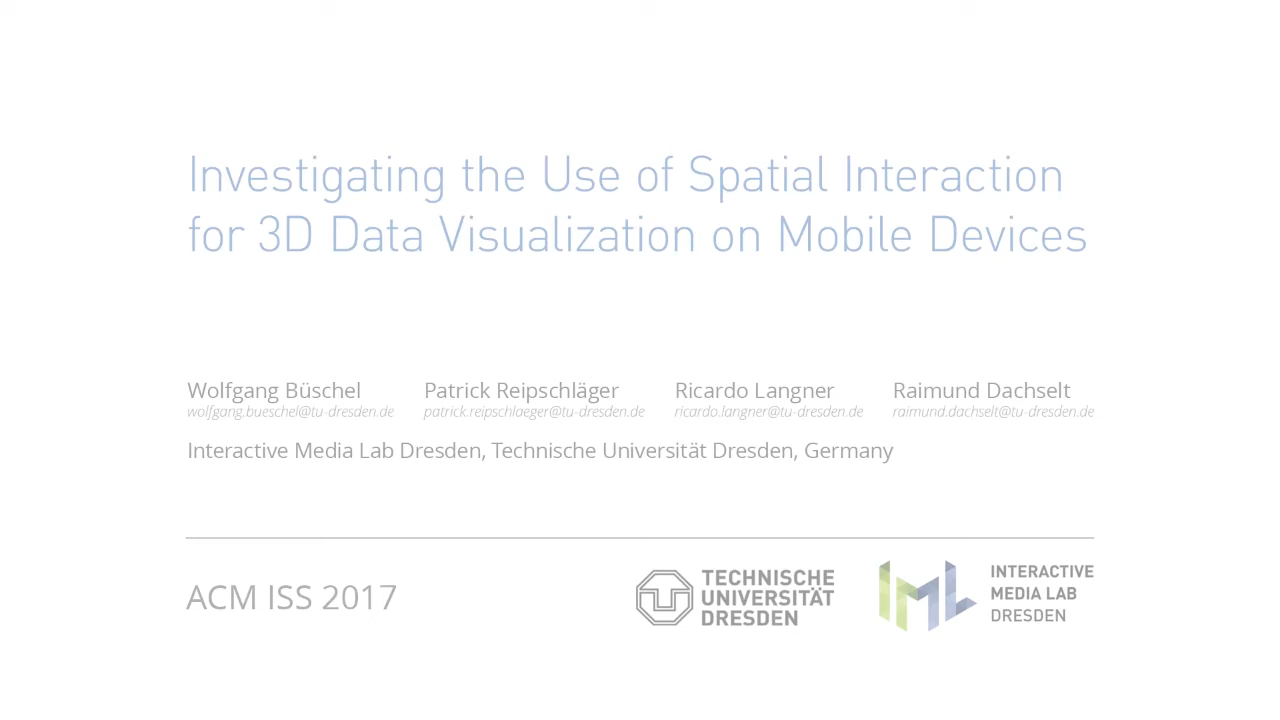 Investigating the Use of Spatial Interaction
for 3D Data Visualization on Mobile Devices
Wolfgang Büschel Patrick Reipschläger Ricardo Langner Raimund Dachselt
wolfgang.bueschel@tu-dresden.de patrick.reipschlaeger@tu-dresden.de ricardo.langner@tu-dresden.de raimund.dachselt@tu-dresden.de
Interactive Media Lab Dresden, Technische Universität Dresden, Germany
ACM ISS 2017
TECHNISCHE
UNIVERSITÄT
DRESDEN
IML
INTERACTIVE
MEDIA LAB
DRESDEN